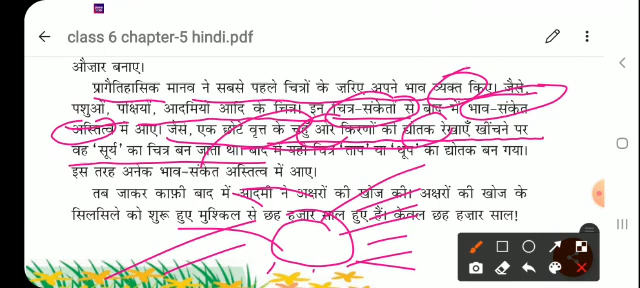 class 6 chapter-5 hindi.pdf
औज़ार बनाए।
प्रागैतिहासिक मानव ने सबसे पहले चित्रों के जरिए अपने भाव व्यक्त किए। जैसे,
पशुओं, पक्षियों, आदमियों आदि के चित्र। इन चित्र-संकेतों से बाद में भाव-संकेत
अस्तित्व में आए। जैसे, एक छोटे वृत्त के चहुँ ओर किरणों की द्योतक रेखाएँ खींचने पर
वह 'सूर्य' का चित्र बन जाता था। बाद में यही चित्र 'ताप' या 'धूप' का द्योतक बन गया।
इस तरह अनेक भाव-संकेत अस्तित्व में आए।
तब जाकर काफ़ी बाद में आदमी ने अक्षरों की खोज की। अक्षरों की खोज के
सिलसिले को शुरू हुए मुश्किल से छह हज़ार साल हुए हैं। केवल छह हज़ार साल!